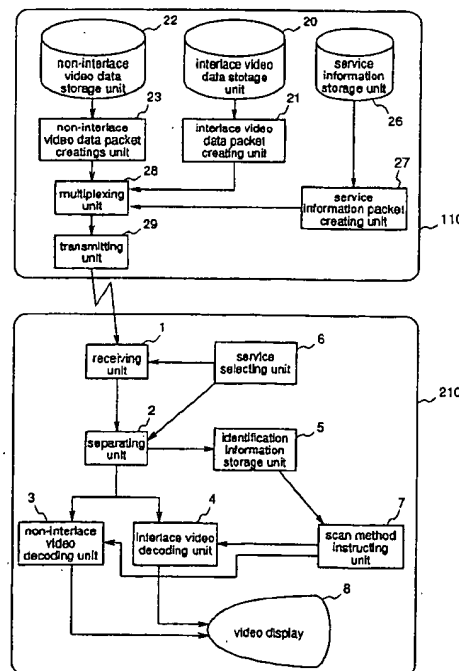 22
20
non-interlace
video data
storage unit
interlace video
data stotage
unit
service
information
storage unit
26
23
21
non-interlace
video data packet
creatings unit
interlace video
data packet
creating unit
28
27
multiplexing
unit
service
information packet
creating unit
29
110
transmitting
unit
1
6
receiving
unit
service
selecting unit
210
2
5
separating
unit
identification
information
storage unit
3
4
7
non-interlace
video
decoding unit
interlace video
decoding unit
scan method
instructing
unit
8
video display